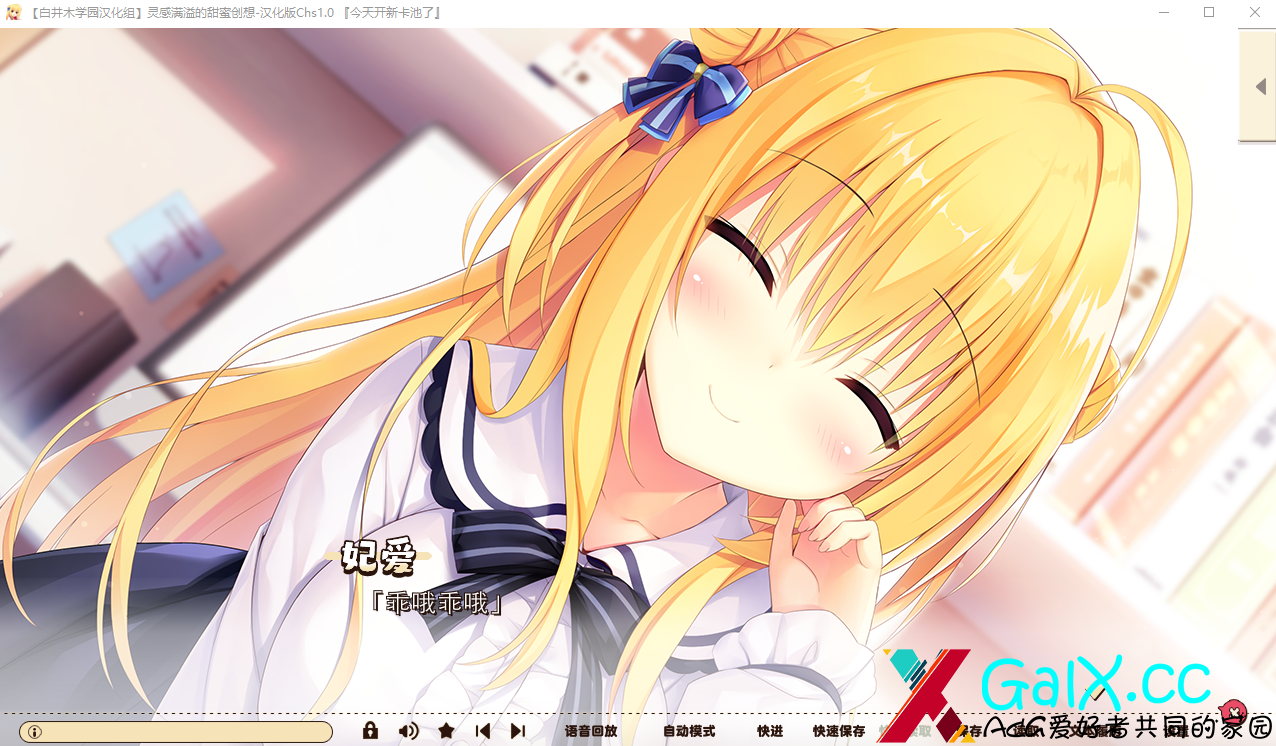 【白井木学园汉化组】灵感满溢的甜蜜创想-汉化版Chs1.0 『今天开新卡池了』
妃爱
「乖哦乖哦」
GalX.cc
语音回放 自动模式 快进 快速保存
ACG爱好者共同的家园